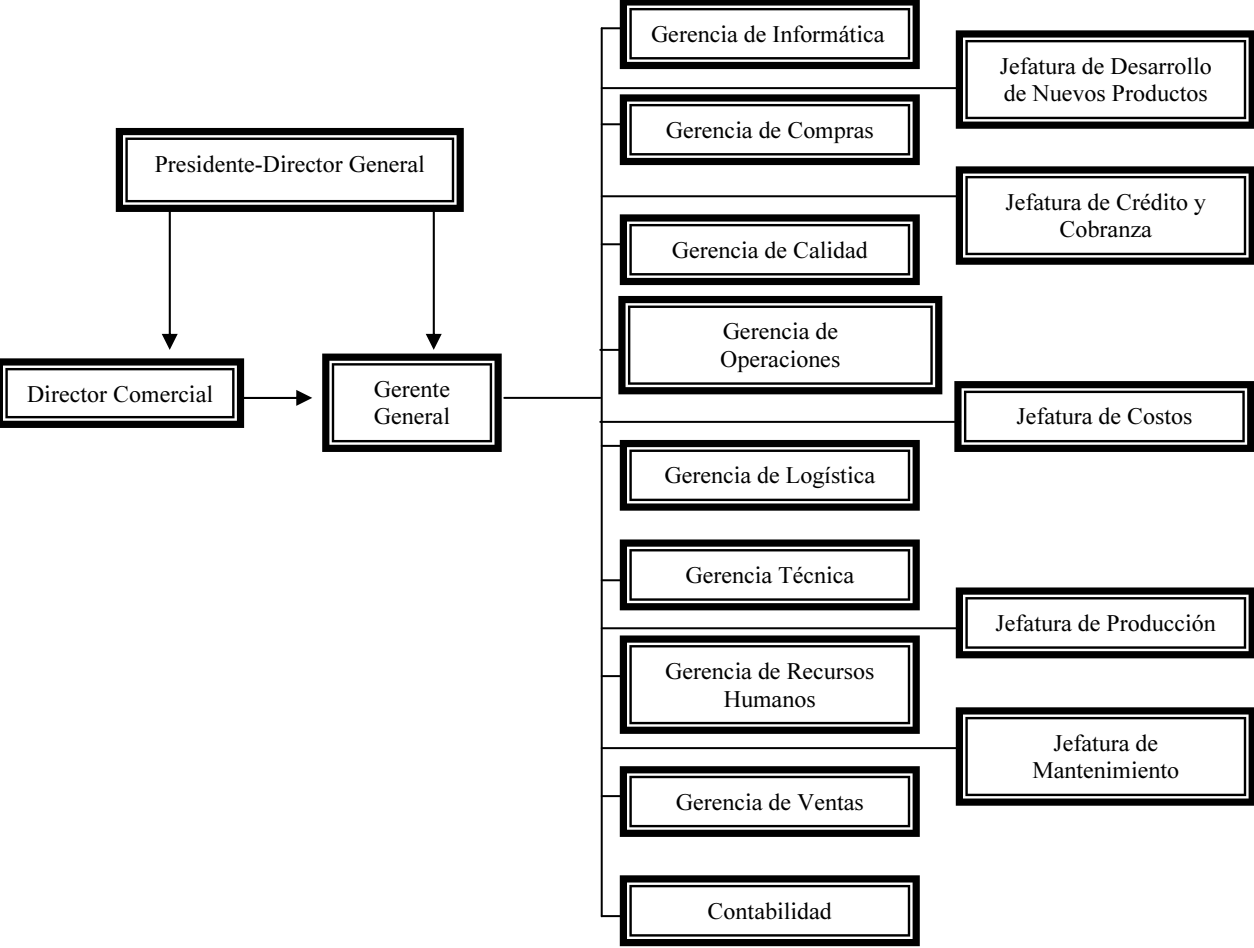 Gerencia de Informática
Jefatura de Desarrollo
de Nuevos Productos
Gerencia de Compras
Presidente-Director General
Jefatura de Crédito y
Cobranza
Gerencia de Calidad
Gerencia de
Operaciones
Director Comercial
Gerente
General
Jefatura de Costos
Gerencia de Logística
Gerencia Técnica
Jefatura de Producción
Gerencia de Recursos
Humanos
Jefatura de
Mantenimiento
Gerencia de Ventas
Contabilidad